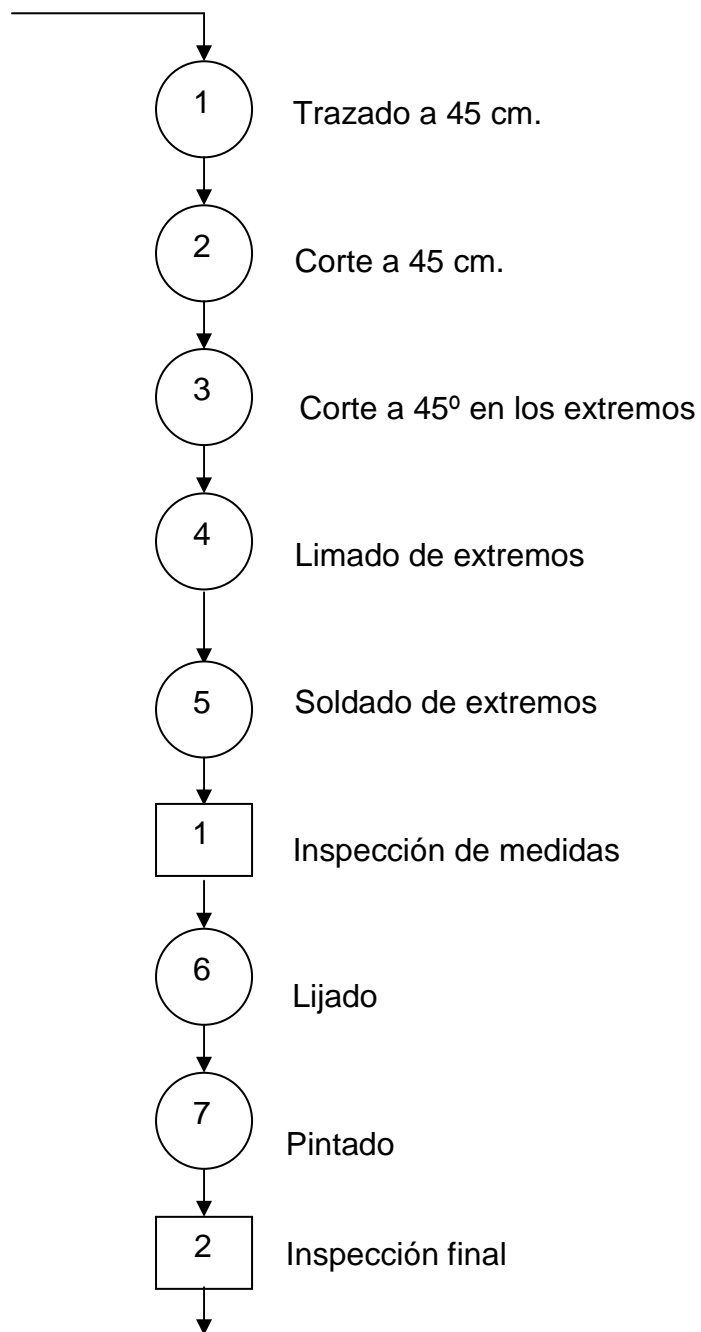 1 Trazado a 45 cm.
2 Corte a 45 cm.
3 Corte a 45º en los extremos
4 Limado de extremos
5 Soldado de extremos
1 Inspección de medidas
6 Lijado
7 Pintado
2 Inspección final